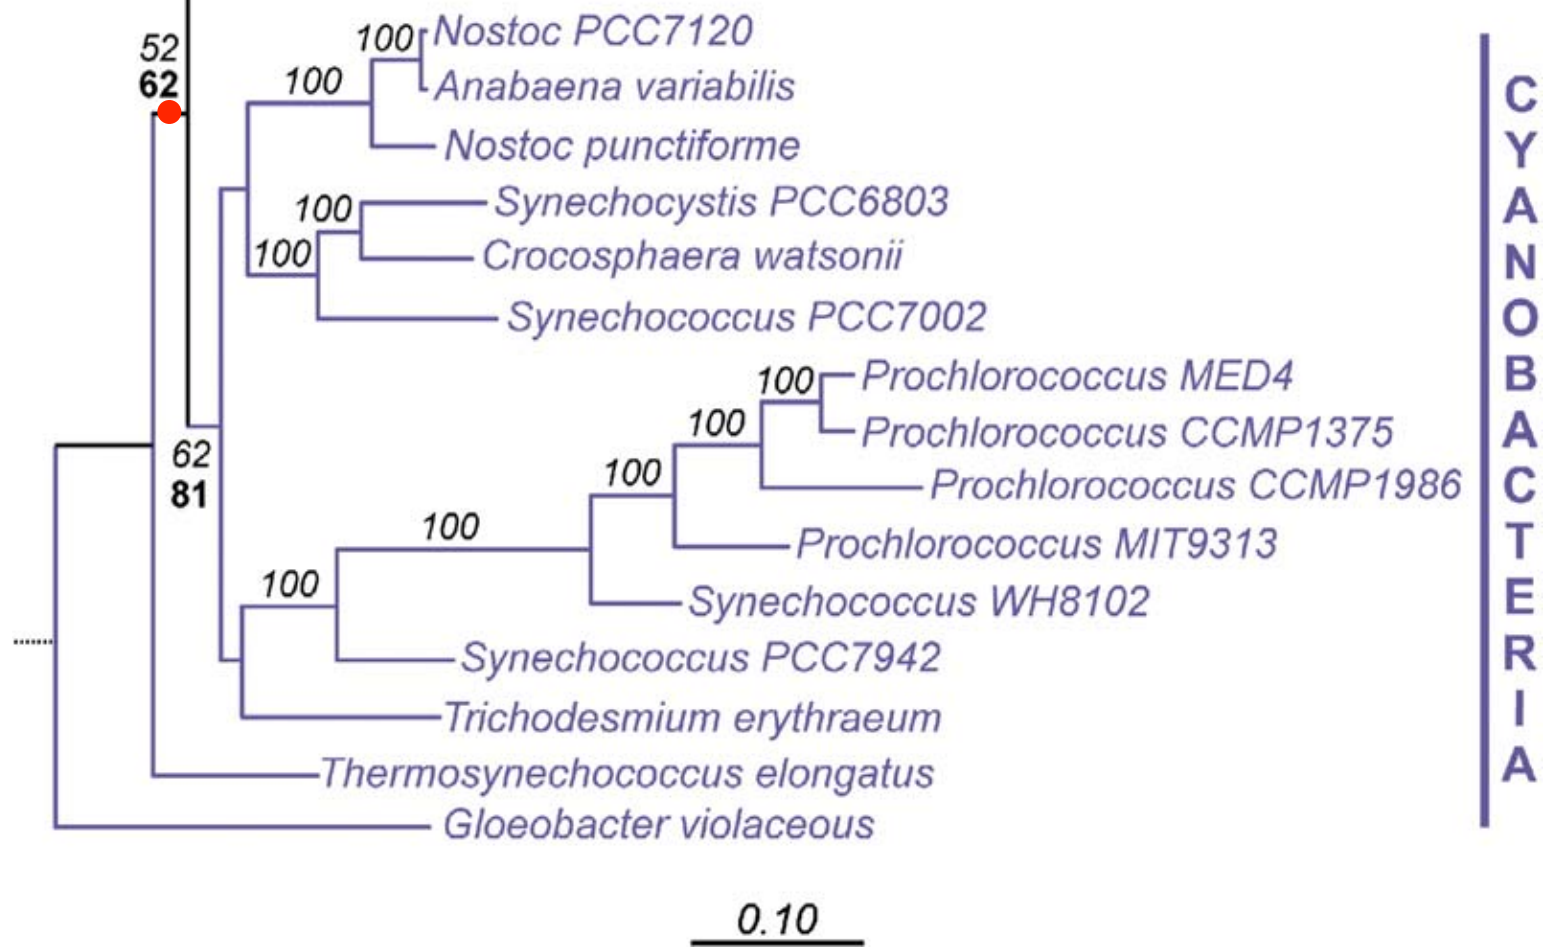 100 Nostoc PCC7120
52
62
100
Anabaena variabilis
Nostoc punctiforme
100 Synechocystis PCC6803
100 Crocosphaera watsonii
Synechococcus PCC7002
100 Prochlorococcus MED4
100 Prochlorococcus CCMP1375
62
81
100 Prochlorococcus CCMP1986
100 Prochlorococcus MIT9313
100 Synechococcus WH8102
Synechococcus PCC7942
Trichodesmium erythraeum
Thermosynechococcus elongatus
Gloeobacter violaceous
CYANOBACTERIA
0.10